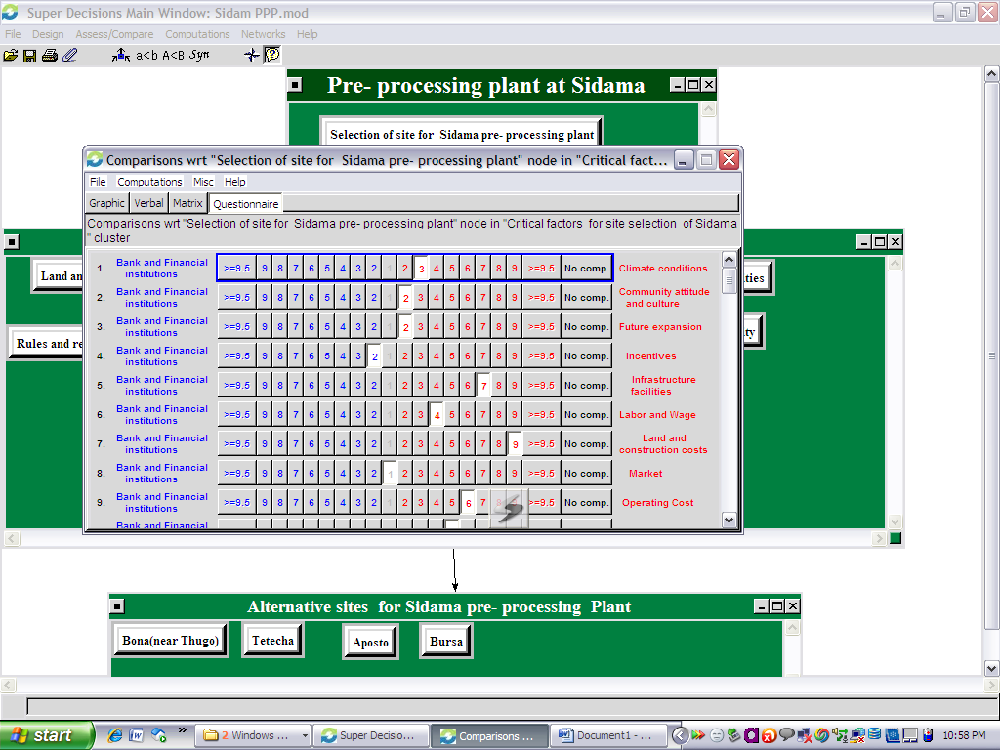 Super Decisions Main Window: Sidam PPP.mod
File Design Assess/Compare Computations Networks Help
a<b A<B Syn
Pre- processing plant at Sidama
Selection of site for Sidama pre- processing plant
Comparisons wrt "Selection of site for Sidama pre- processing plant" node in "Critical fact...
File Computations Misc Help
Graphic Verbal Matrix Questionnaire
Comparisons wrt "Selection of site for Sidama pre- processing plant" node in "Critical factors for site selection of Sidama
" cluster
Land an
ties
Rules and re
ty
1. Bank and Financial institutions >=9.5 9 8 7 6 5 4 3 2 1 2 3 4 5 6 7 8 9 >=9.5 No comp. Climate conditions
2. Bank and Financial institutions >=9.5 9 8 7 6 5 4 3 2 1 2 3 4 5 6 7 8 9 >=9.5 No comp. Community attitude and culture
3. Bank and Financial institutions >=9.5 9 8 7 6 5 4 3 2 1 2 3 4 5 6 7 8 9 >=9.5 No comp. Future expansion
4. Bank and Financial institutions >=9.5 9 8 7 6 5 4 3 2 1 2 3 4 5 6 7 8 9 >=9.5 No comp. Incentives
5. Bank and Financial institutions >=9.5 9 8 7 6 5 4 3 2 1 2 3 4 5 6 7 8 9 >=9.5 No comp. Infrastructure facilities
6. Bank and Financial institutions >=9.5 9 8 7 6 5 4 3 2 1 2 3 4 5 6 7 8 9 >=9.5 No comp. Labor and Wage
7. Bank and Financial institutions >=9.5 9 8 7 6 5 4 3 2 1 2 3 4 5 6 7 8 9 >=9.5 No comp. Land and construction costs
8. Bank and Financial institutions >=9.5 9 8 7 6 5 4 3 2 1 2 3 4 5 6 7 8 9 >=9.5 No comp. Market
9. Bank and Financial institutions >=9.5 9 8 7 6 5 4 3 2 1 2 3 4 5 6 7 8 9 >=9.5 No comp. Operating Cost
Bank and Financial
Alternative sites for Sidama pre- processing Plant
Bona(near Thugo) Tetecha Aposto Bursa
start 2 Windows ... Super Decisio... Comparisons ... Document1 - ... 10:58 PM